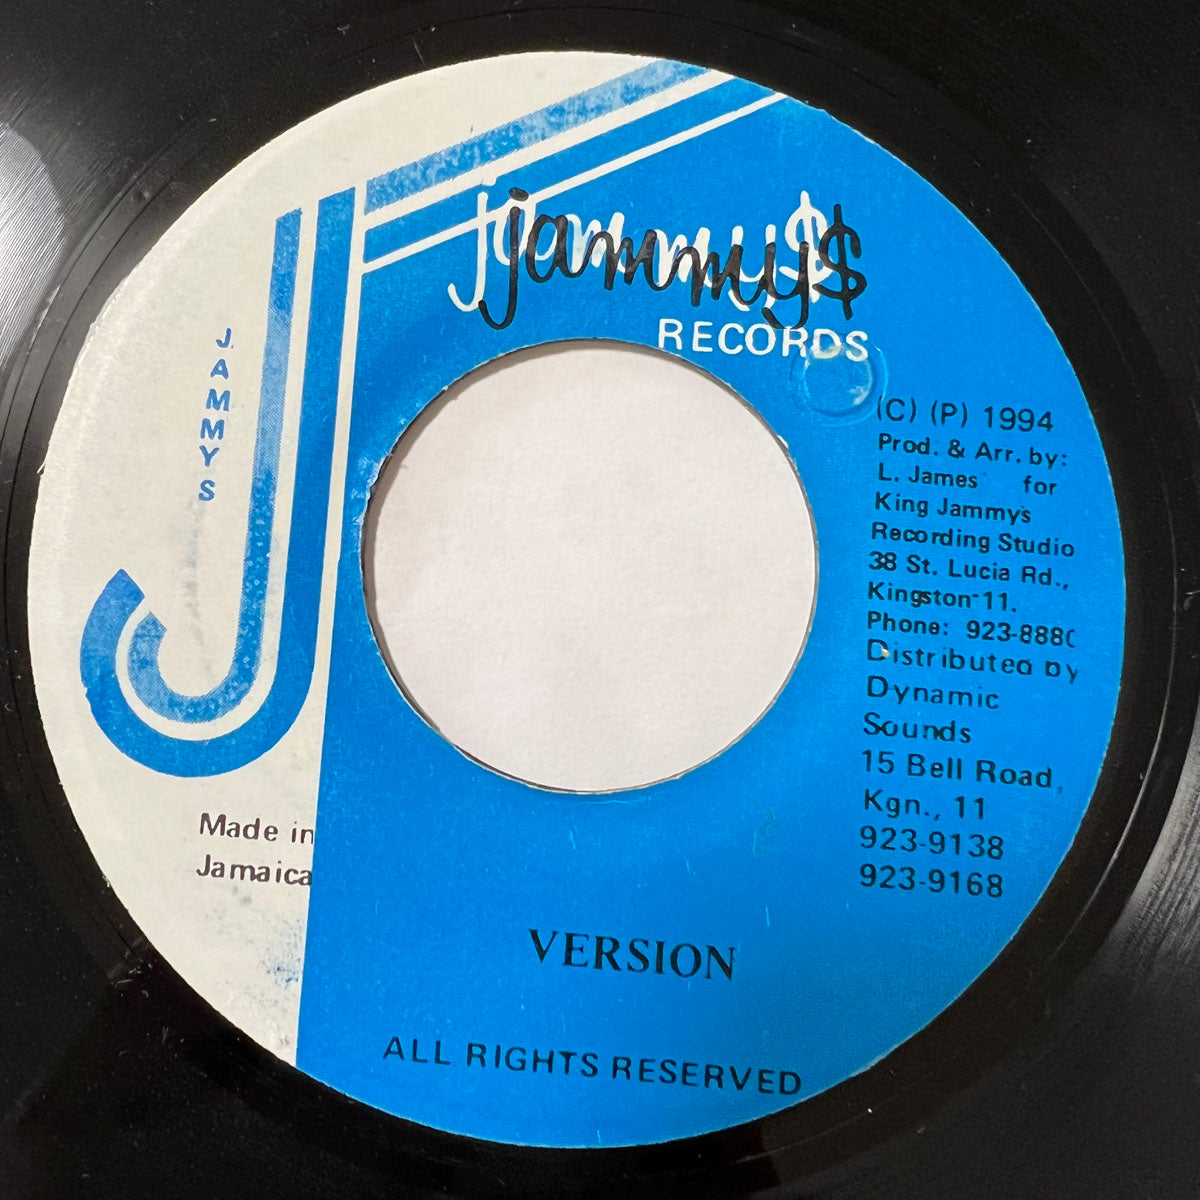 jammy$
RECORDS
J.
A
M
M
Y
S
(C) (P) 1994
Prod. & Arr. by:
L. James for
King Jammy's
Recording Studio
38 St. Lucia Rd.,
Kingston 11.
Phone: 923-888
Distributed by
Dynamic
Sounds
15 Bell Road,
Kgn., 11
923-9138
923-9168
Made in
Jamaica
VERSION
ALL RIGHTS RESERVED